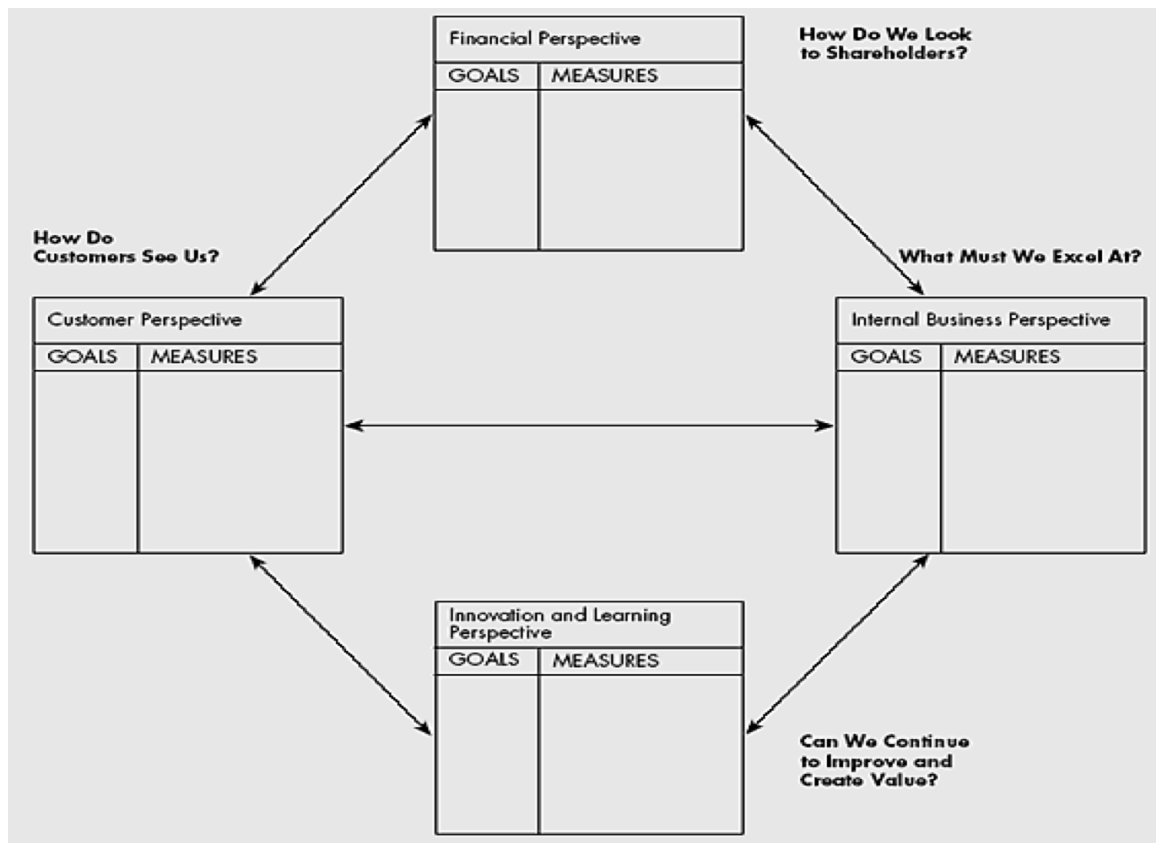 Financial Perspective
GOALS MEASURES
How Do We Look
to Shareholders?
How Do
Customers See Us?
What Must We Excel At?
Customer Perspective
GOALS MEASURES
Internal Business Perspective
GOALS MEASURES
Innovation and Learning
Perspective
GOALS MEASURES
Can We Continue
to Improve and
Create Value?